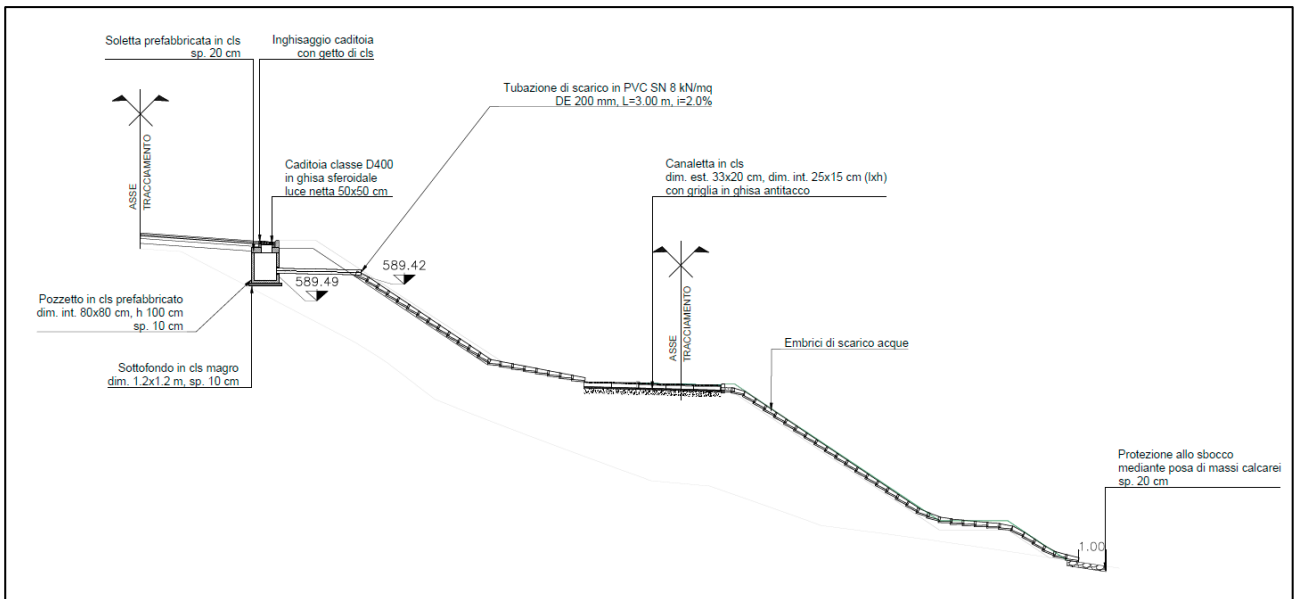 Soletta prefabbricata in cls
sp. 20 cm
Inghisaggio caditoia
con getto di cls
Tubazione di scarico in PVC SN 8 kN/mq
DE 200 mm, L=3.00 m, i=2.0%
ASSE
TRACCIAMENTO
Caditoia classe D400
in ghisa sferoidale
luce netta 50x50 cm
Canaletta in cls
dim. est. 33x20 cm, dim. int. 25x15 cm (lxh)
con griglia in ghisa antitacco
589.42
589.49
Pozzetto in cls prefabbricato
dim. int. 80x80 cm, h 100 cm
sp. 10 cm
ASSE
TRACCIAMENTO
Embrici di scarico acque
Sottofondo in cls magro
dim. 1.2x1.2 m, sp. 10 cm
Protezione allo sbocco
mediante posa di massi calcarei
sp. 20 cm
1.00